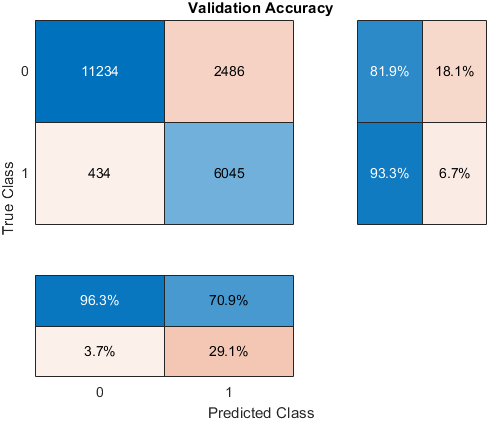 Validation Accuracy
0 11234 2486 81.9% 18.1%
1 434 6045 93.3% 6.7%
True Class
96.3% 70.9%
3.7% 29.1%
0 1
Predicted Class